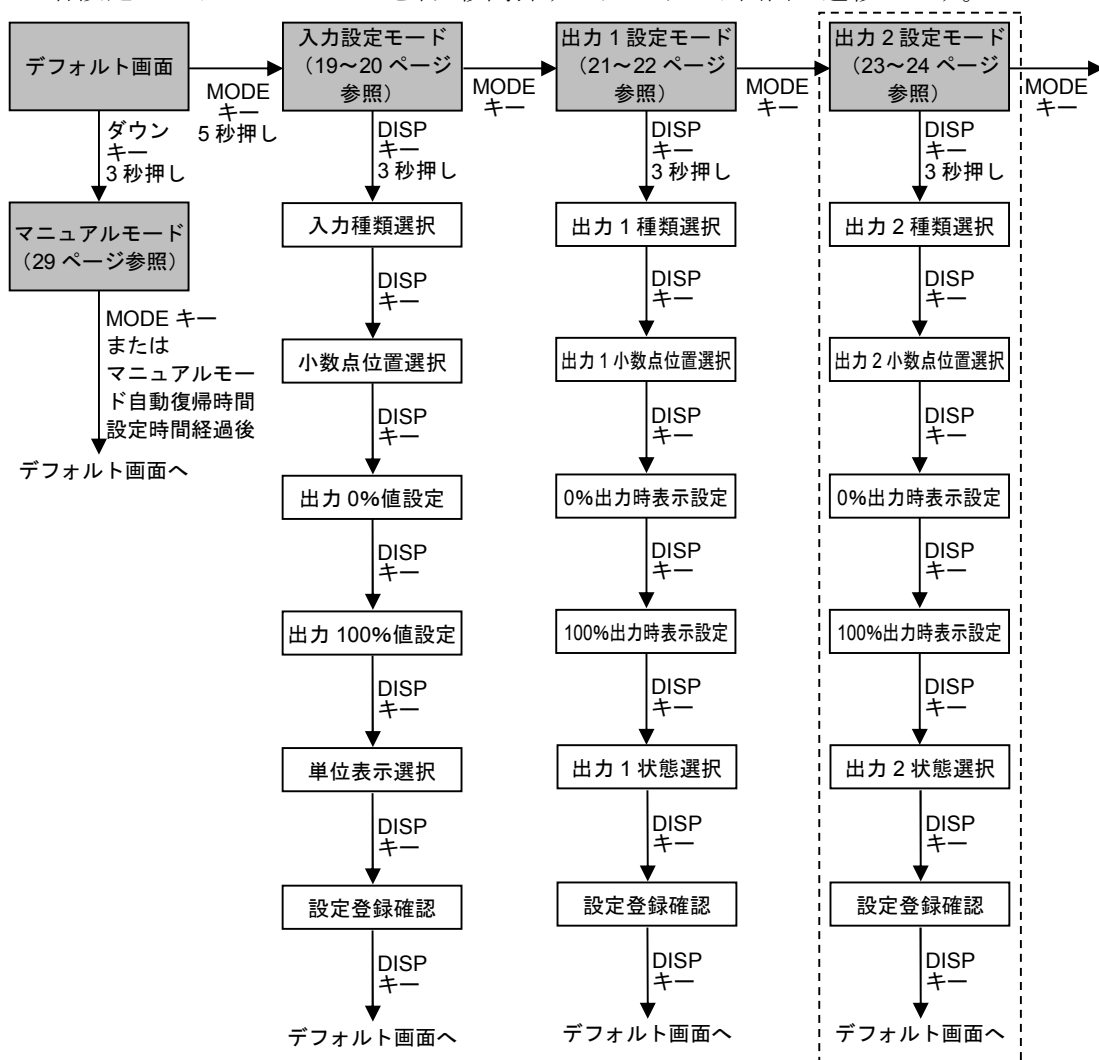 デフォルト画面
MODE
キー
5 秒押し
ダウン
キー
3 秒押し
マニュアルモード
(29 ページ参照)
MODE キー
または
マニュアルモー
ド自動復帰時間
設定時間経過後
デフォルト画面へ
入力設定モード
(19~20 ページ
参照)
MODE
キー
DISP
キー
3 秒押し
入力種類選択
DISP
キー
小数点位置選択
DISP
キー
出力 0%値設定
DISP
キー
出力 100%値設定
DISP
キー
単位表示選択
DISP
キー
設定登録確認
DISP
キー
デフォルト画面へ
出力 1 設定モード
(21~22 ページ
参照)
MODE
キー
DISP
キー
3 秒押し
出力 1 種類選択
DISP
キー
出力 1 小数点位置選択
DISP
キー
0%出力時表示設定
DISP
キー
100%出力時表示設定
DISP
キー
出力 1 状態選択
DISP
キー
設定登録確認
DISP
キー
デフォルト画面へ
出力 2 設定モード
(23~24 ページ
参照)
MODE
キー
DISP
キー
3 秒押し
出力 2 種類選択
DISP
キー
出力 2 小数点位置選択
DISP
キー
0%出力時表示設定
DISP
キー
100%出力時表示設定
DISP
キー
出力 2 状態選択
DISP
キー
設定登録確認
DISP
キー
デフォルト画面へ